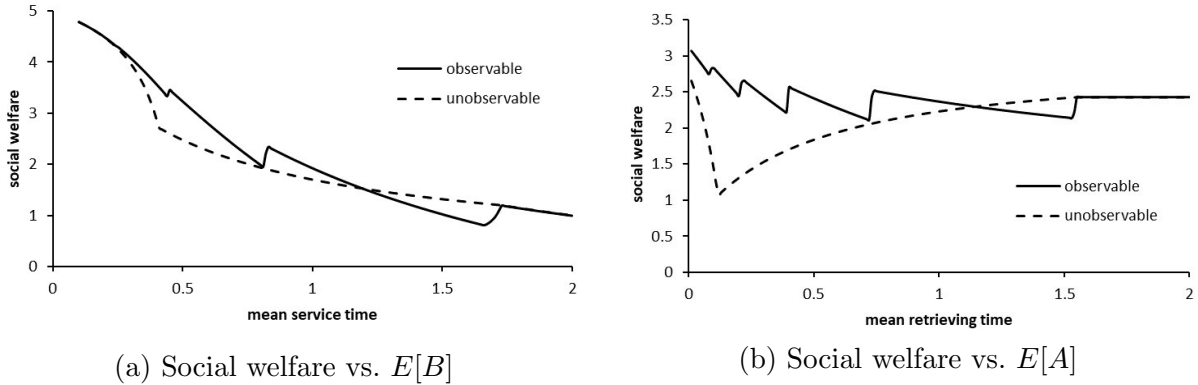 5
4
3
2
1
0
social welfare
observable
unobservable
0
0.5
1
1.5
2
mean service time
(a) Social welfare vs. E[B]
3.5
3
2.5
2
1.5
1
0.5
0
social welfare
observable
unobservable
0
0.5
1
1.5
2
mean retrieving time
(b) Social welfare vs. E[A]